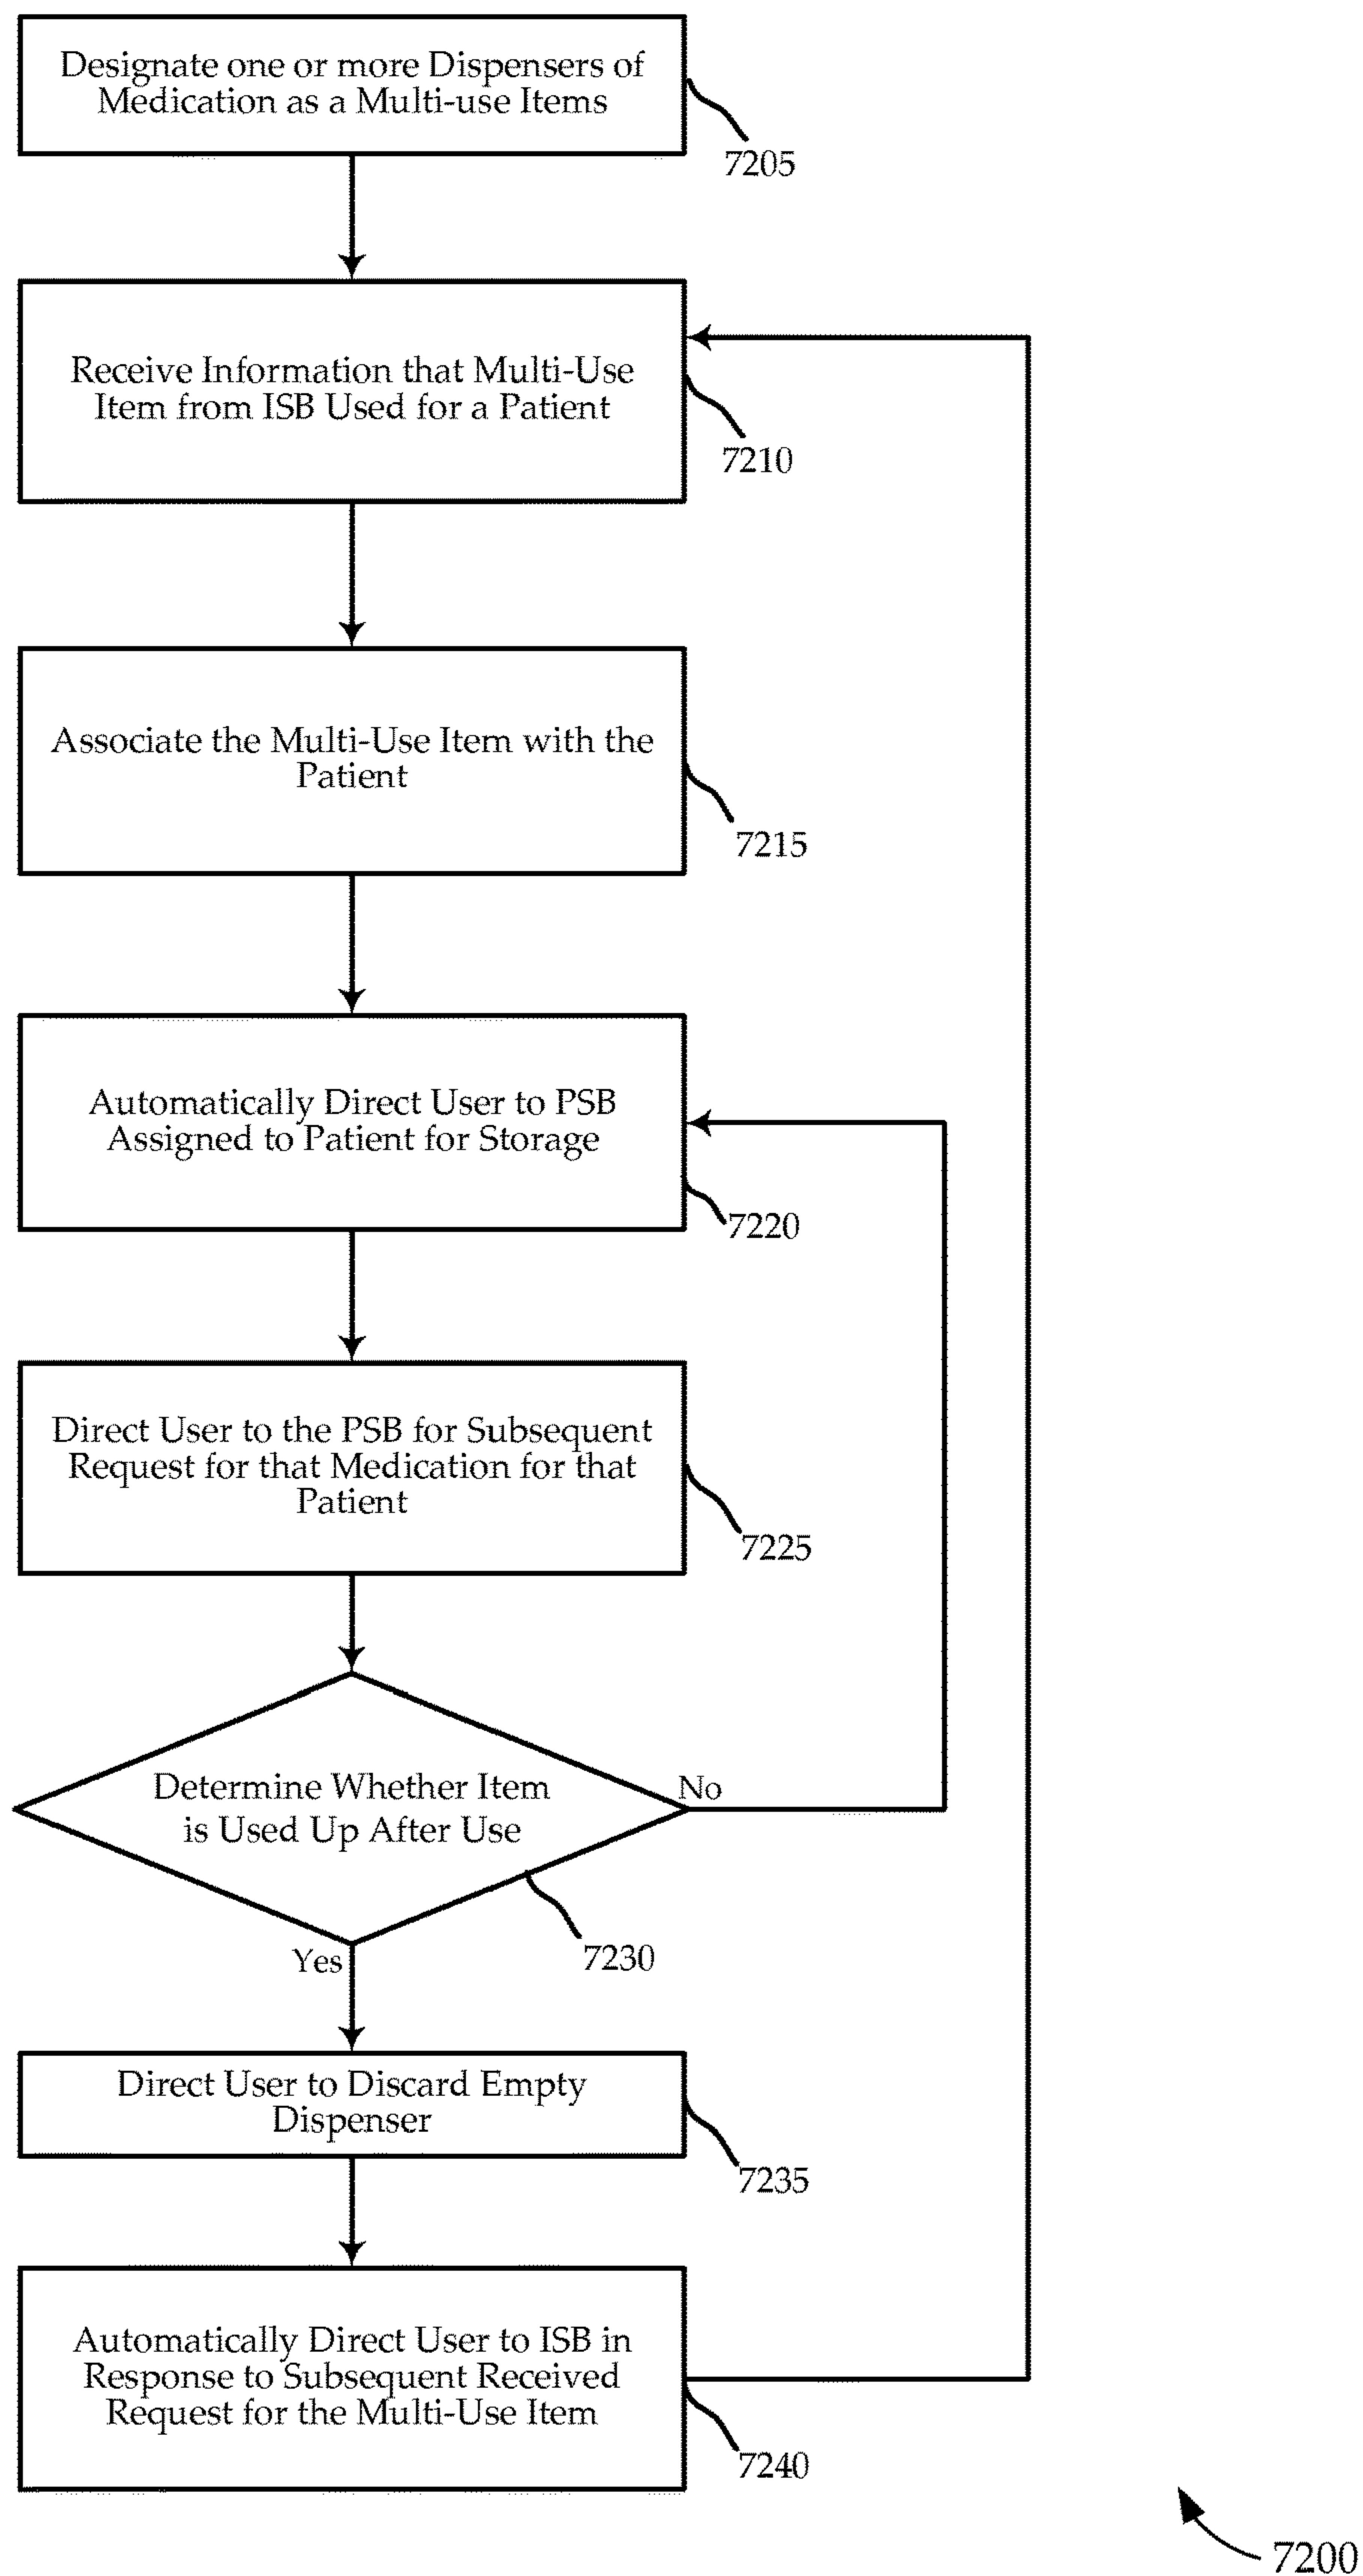 Designate one or more Dispensers of
Medication as a Multi-use Items
7205
Receive Information that Multi-Use
Item from ISB Used for a Patient
7210
Associate the Multi-Use Item with the
Patient
7215
Automatically Direct User to PSB
Assigned to Patient for Storage
7220
Direct User to the PSB for Subsequent
Request for that Medication for that
Patient
7225
Determine Whether Item
is Used Up After Use
No
Yes
7230
Direct User to Discard Empty
Dispenser
7235
Automatically Direct User to ISB in
Response to Subsequent Received
Request for the Multi-Use Item
7240
7200